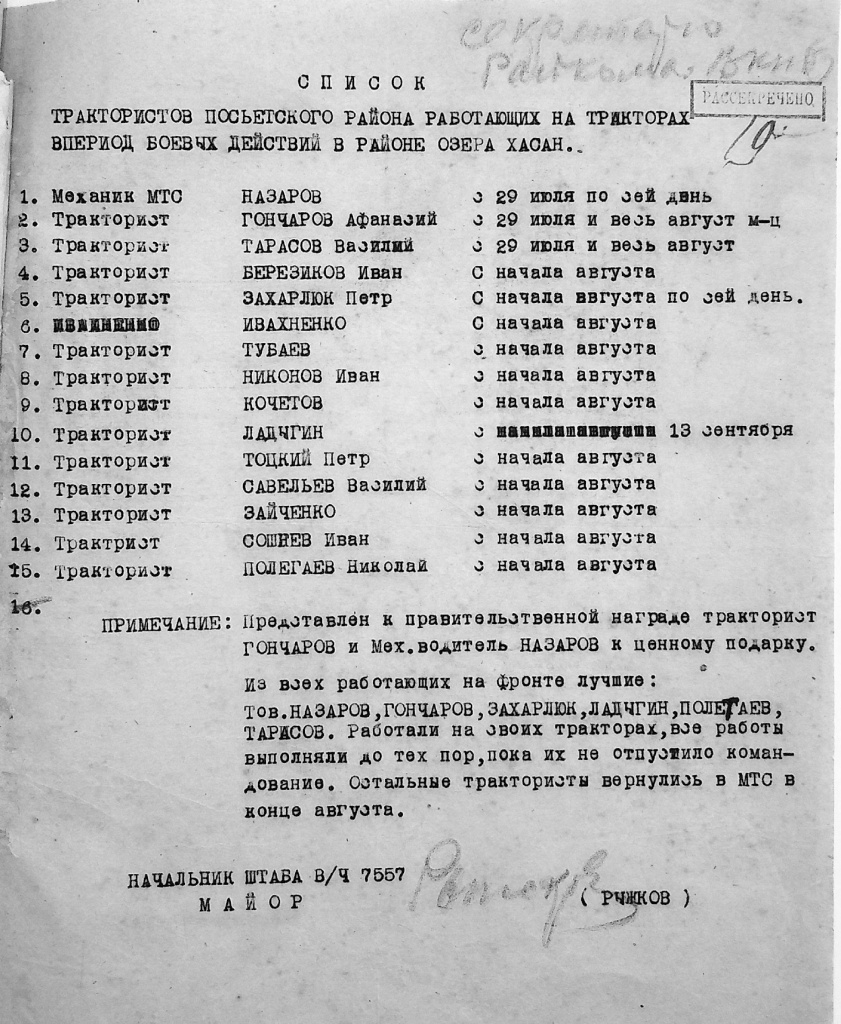 секретарю
Райкома. ВКП(б)
СПИСОК
РАССЕКРЕЧЕНО
ТРАКТОРИСТОВ ПОСЬЕТСКОГО РАЙОНА РАБОТАЮЩИХ НА ТРАКТОРАХ
ВПЕРИОД БОЕВЫХ ДЕЙСТВИЙ В РАЙОНЕ ОЗЕРА ХАСАН..
1. Механик МТС НАЗАРОВ с 29 июля по сей день
2. Тракторист ГОНЧАРОВ Афанасий с 29 июля и весь август м-ц
3. Тракторист ТАРАСОВ Василий с 29 июля и весь август
4. Тракторист БЕРЕЗИКОВ Иван С начала августа
5. Тракторист ЗАХАРЛЮК Петр С начала августа по сей день.
6. ИВАХНЕНКО С начала августа
7. Тракторист ТУБАЕВ с начала августа
8. Тракторист НИКОНОВ Иван с начала августа
9. Тракторист КОЧЕТОВ с начала августа
10. Тракторист ЛАДЧГИН с 13 сентября
11. Тракторист ТОЦКИЙ Петр с начала августа
12. Тракторист САВЕЛЬЕВ Василий с начала августа
13. Тракторист ЗАЙЧЕНКО с начала августа
14. Трактрист СОШНЕВ Иван с начала августа
15. Тракторист ПОЛЕГАЕВ Николай с начала августа
16.
ПРИМЕЧАНИЕ: Представлен к правительственной награде тракторист
ГОНЧАРОВ и Мех.водитель НАЗАРОВ к ценному подарку.
Из всех работающих на фронте лучшие:
Тов.НАЗАРОВ,ГОНЧАРОВ,ЗАХАРЛЮК,ЛАДЧГИН,ПОЛЕГАЕВ,
ТАРАСОВ. Работали на своих тракторах,все работы
выполняли до тех пор,пока их не отпустило коман-
дование. Остальные трактористы вернулись в МТС в
конце августа.
НАЧАЛЬНИК ШТАБА В/Ч 7557
МАЙОР (РЧЖКОВ)